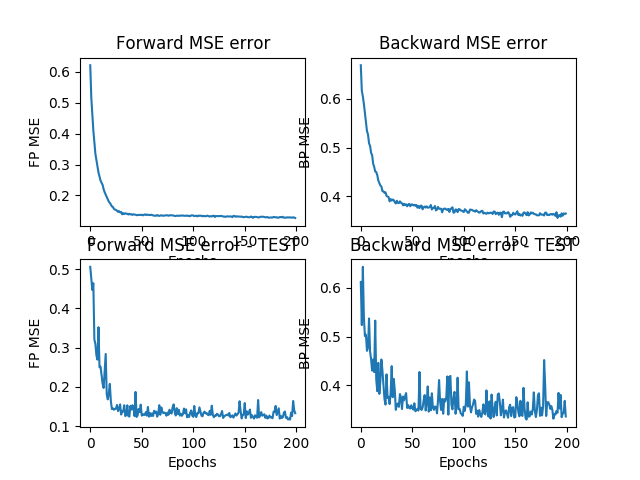 Forward MSE error
Backward MSE error
FP MSE
0.6
0.5
0.4
0.3
0.2
0 50 100 150 200
Epochs
BP MSE
0.6
0.5
0.4
0 50 100 150 200
Epochs
Forward MSE error - TEST
Backward MSE error - TEST
FP MSE
0.5
0.4
0.3
0.2
0.1
0 50 100 150 200
Epochs
BP MSE
0.6
0.5
0.4
0 50 100 150 200
Epochs